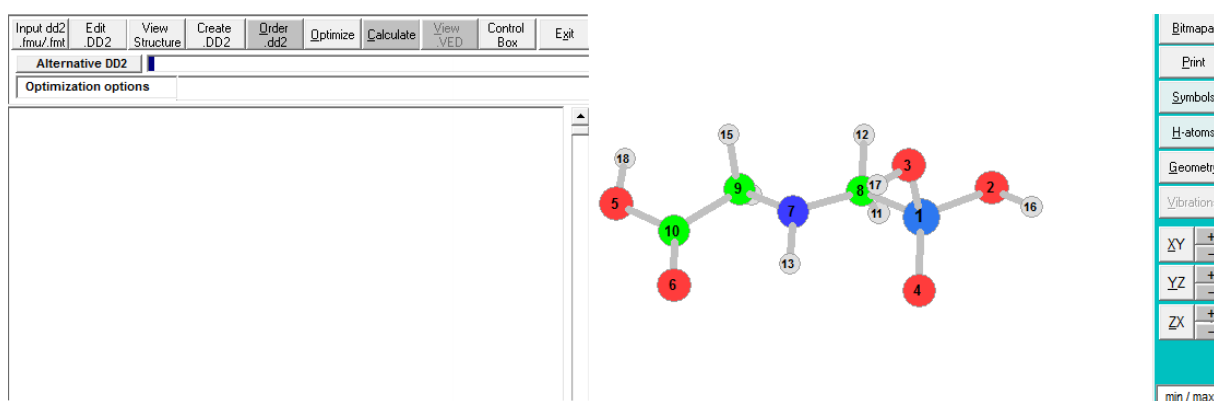 Input dd2 .fmu/.fmt
Edit .DD2
View Structure
Create .DD2
Order .dd2
Optimize
Calculate
View .VED
Control Box
Exit
Alternative DD2
Optimization options
15
12
18
3
17
9
8
2
5
11
7
1
16
10
13
6
4
Bitmapa
Print
Symbols
H-atoms
Geometry
Vibration
XY
+
-
YZ
+
-
ZX
+
-
min / max